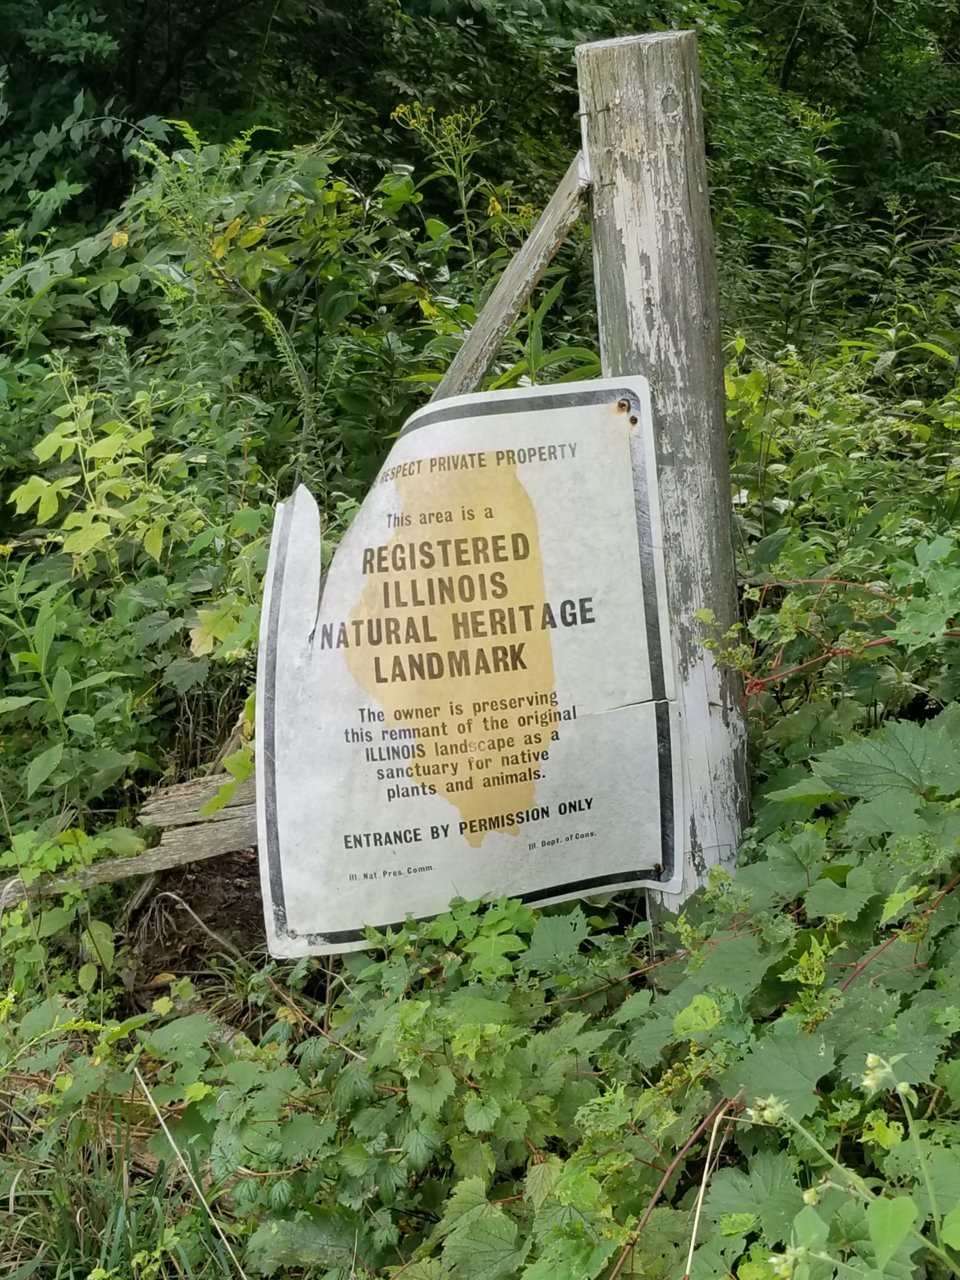 RESPECT PRIVATE PROPERTY
This area is a
REGISTERED
ILLINOIS
NATURAL HERITAGE
LANDMARK
The owner is preserving
this remnant of the original
ILLINOIS landscape as a
sanctuary for native
plants and animals.
ENTRANCE BY PERMISSION ONLY
Ill. Nat. Pres. Comm.
Ill. Dept. of Cons.